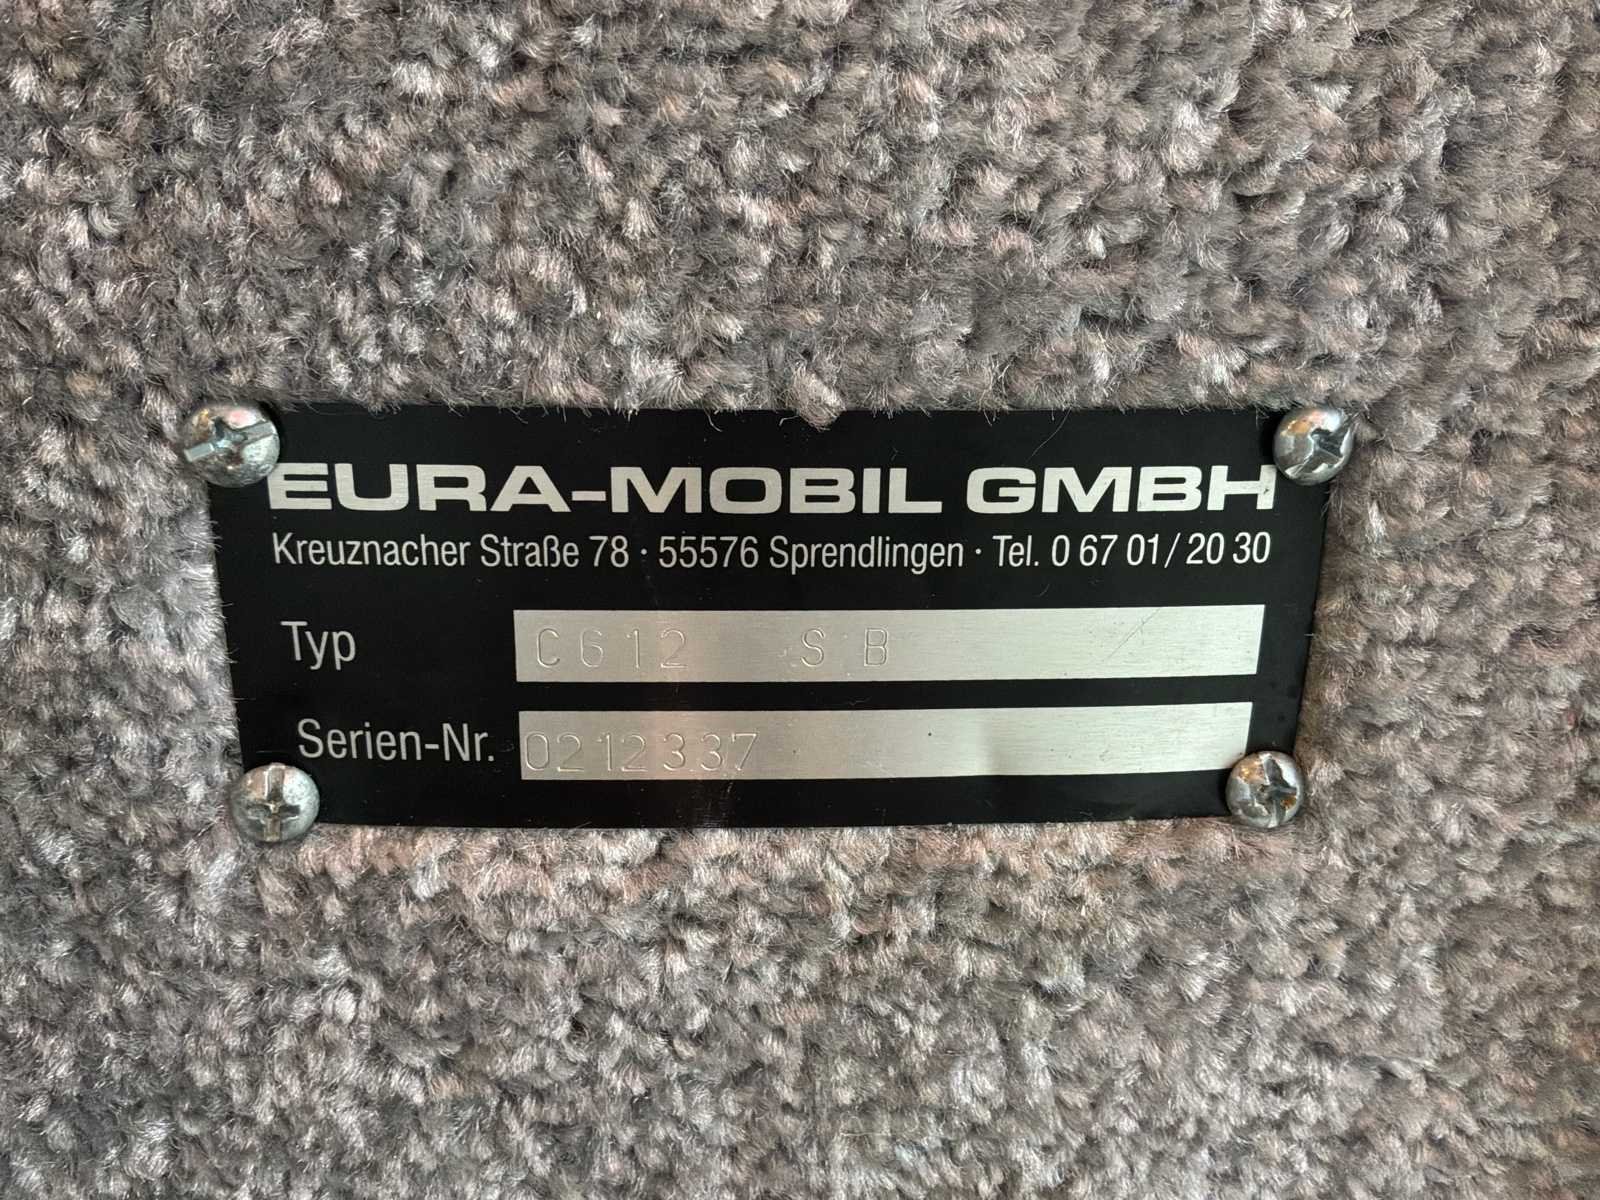 EURA-MOBIL GMBH
Kreuznacher Straße 78 · 55576 Sprendlingen · Tel. 0 67 01 / 20 30
Typ C612 SB
Serien-Nr. 0212337